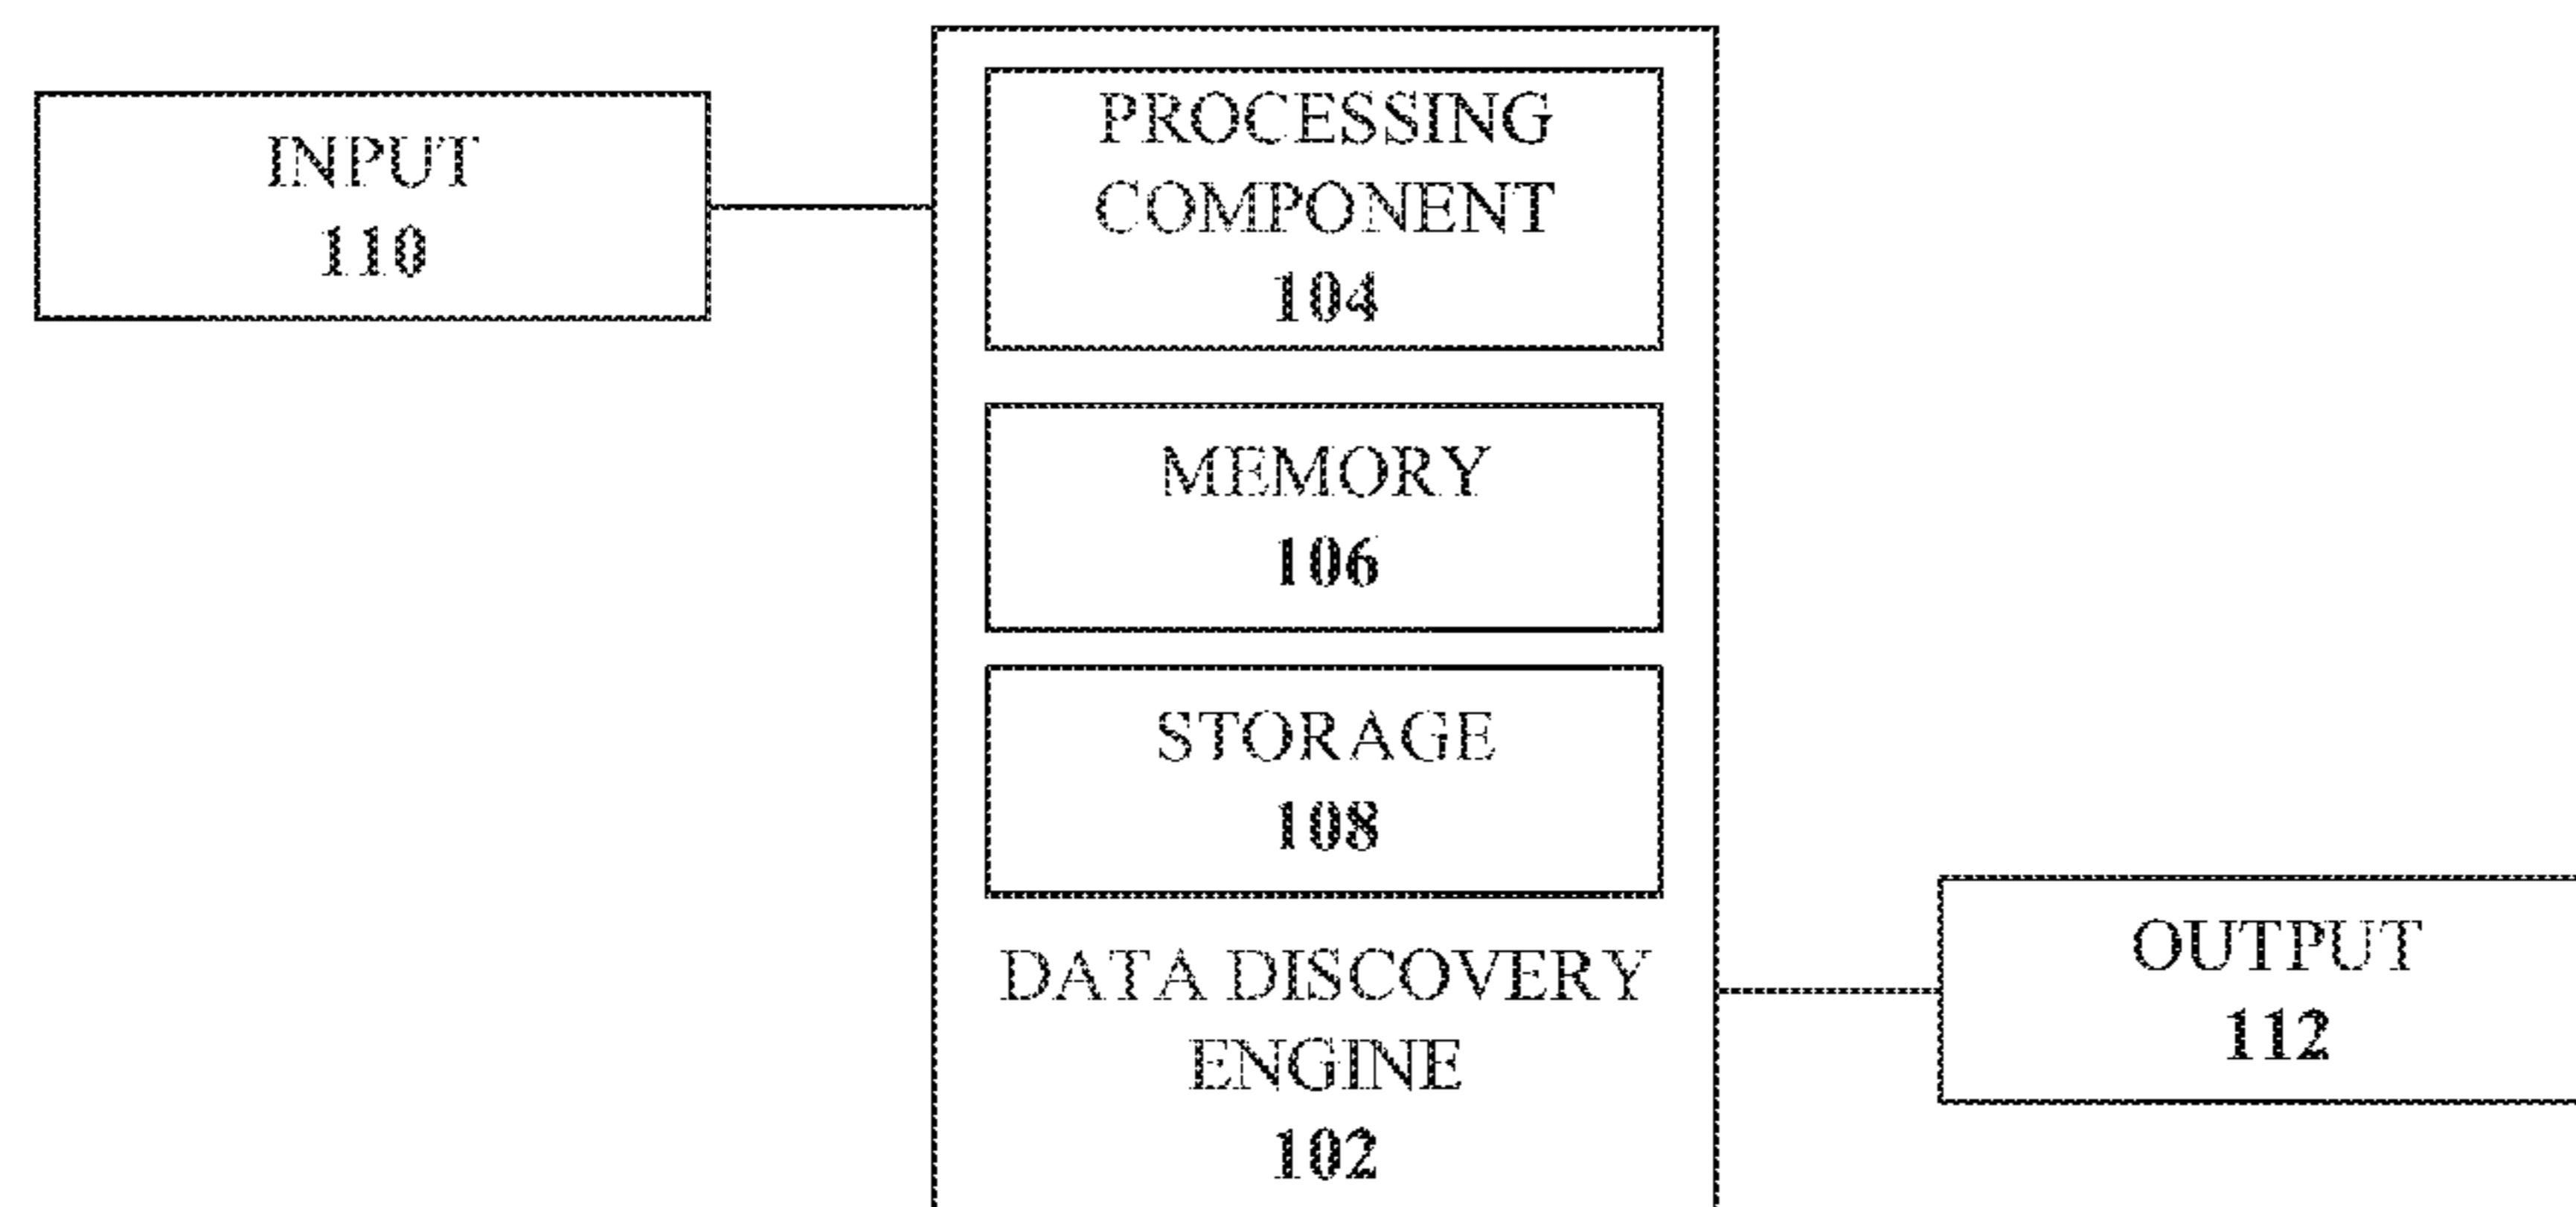 INPUT
110
PROCESSING
COMPONENT
104
MEMORY
106
STORAGE
108
DATA DISCOVERY
ENGINE
102
OUTPUT
112